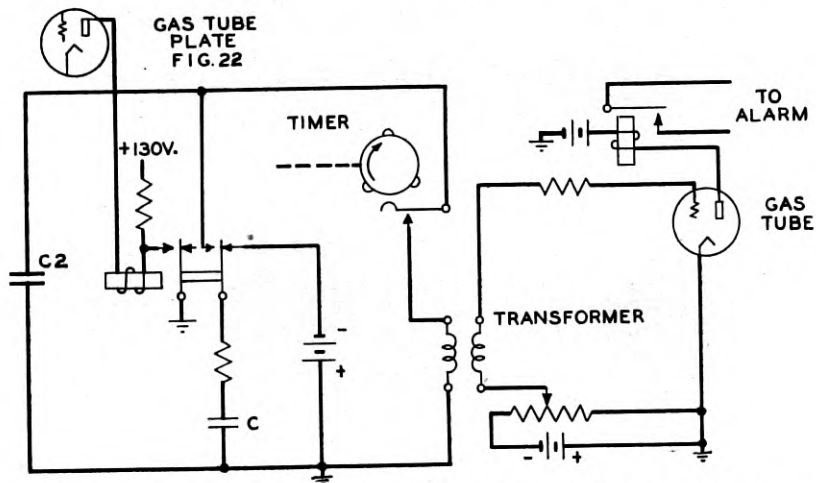 GAS TUBE
PLATE
FIG. 22
TIMER
TO
ALARM
+130V.
GAS
TUBE
C2
TRANSFORMER
-
+
C
- +